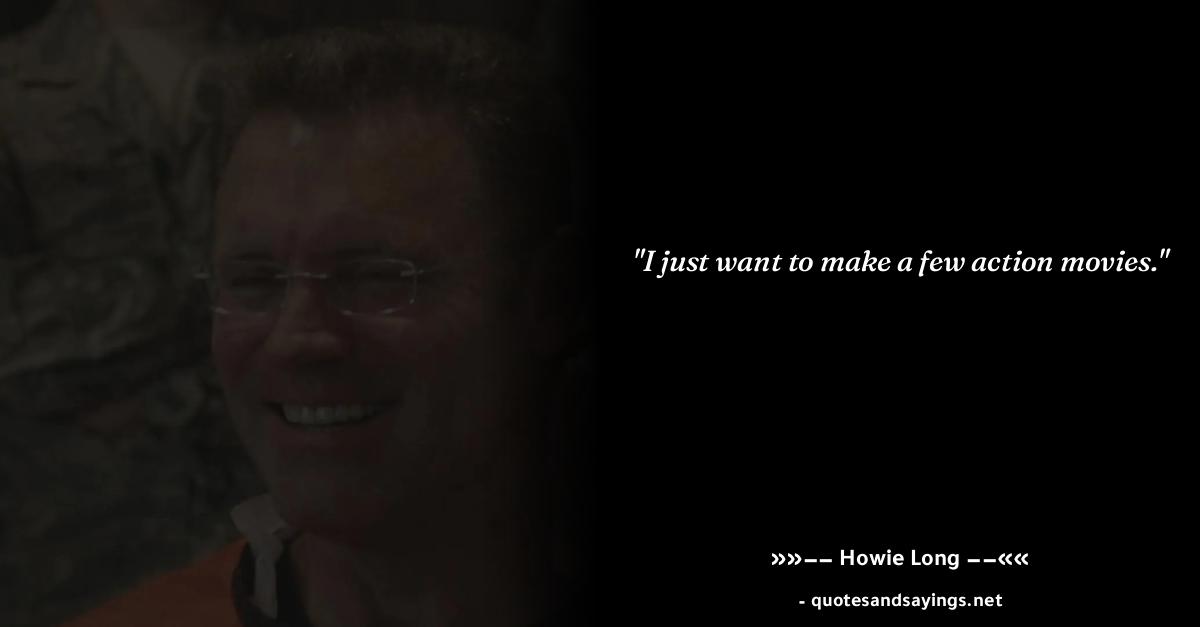 "I just want to make a few action movies."
»»−− Howie Long −−««
- quotesandsayings.net